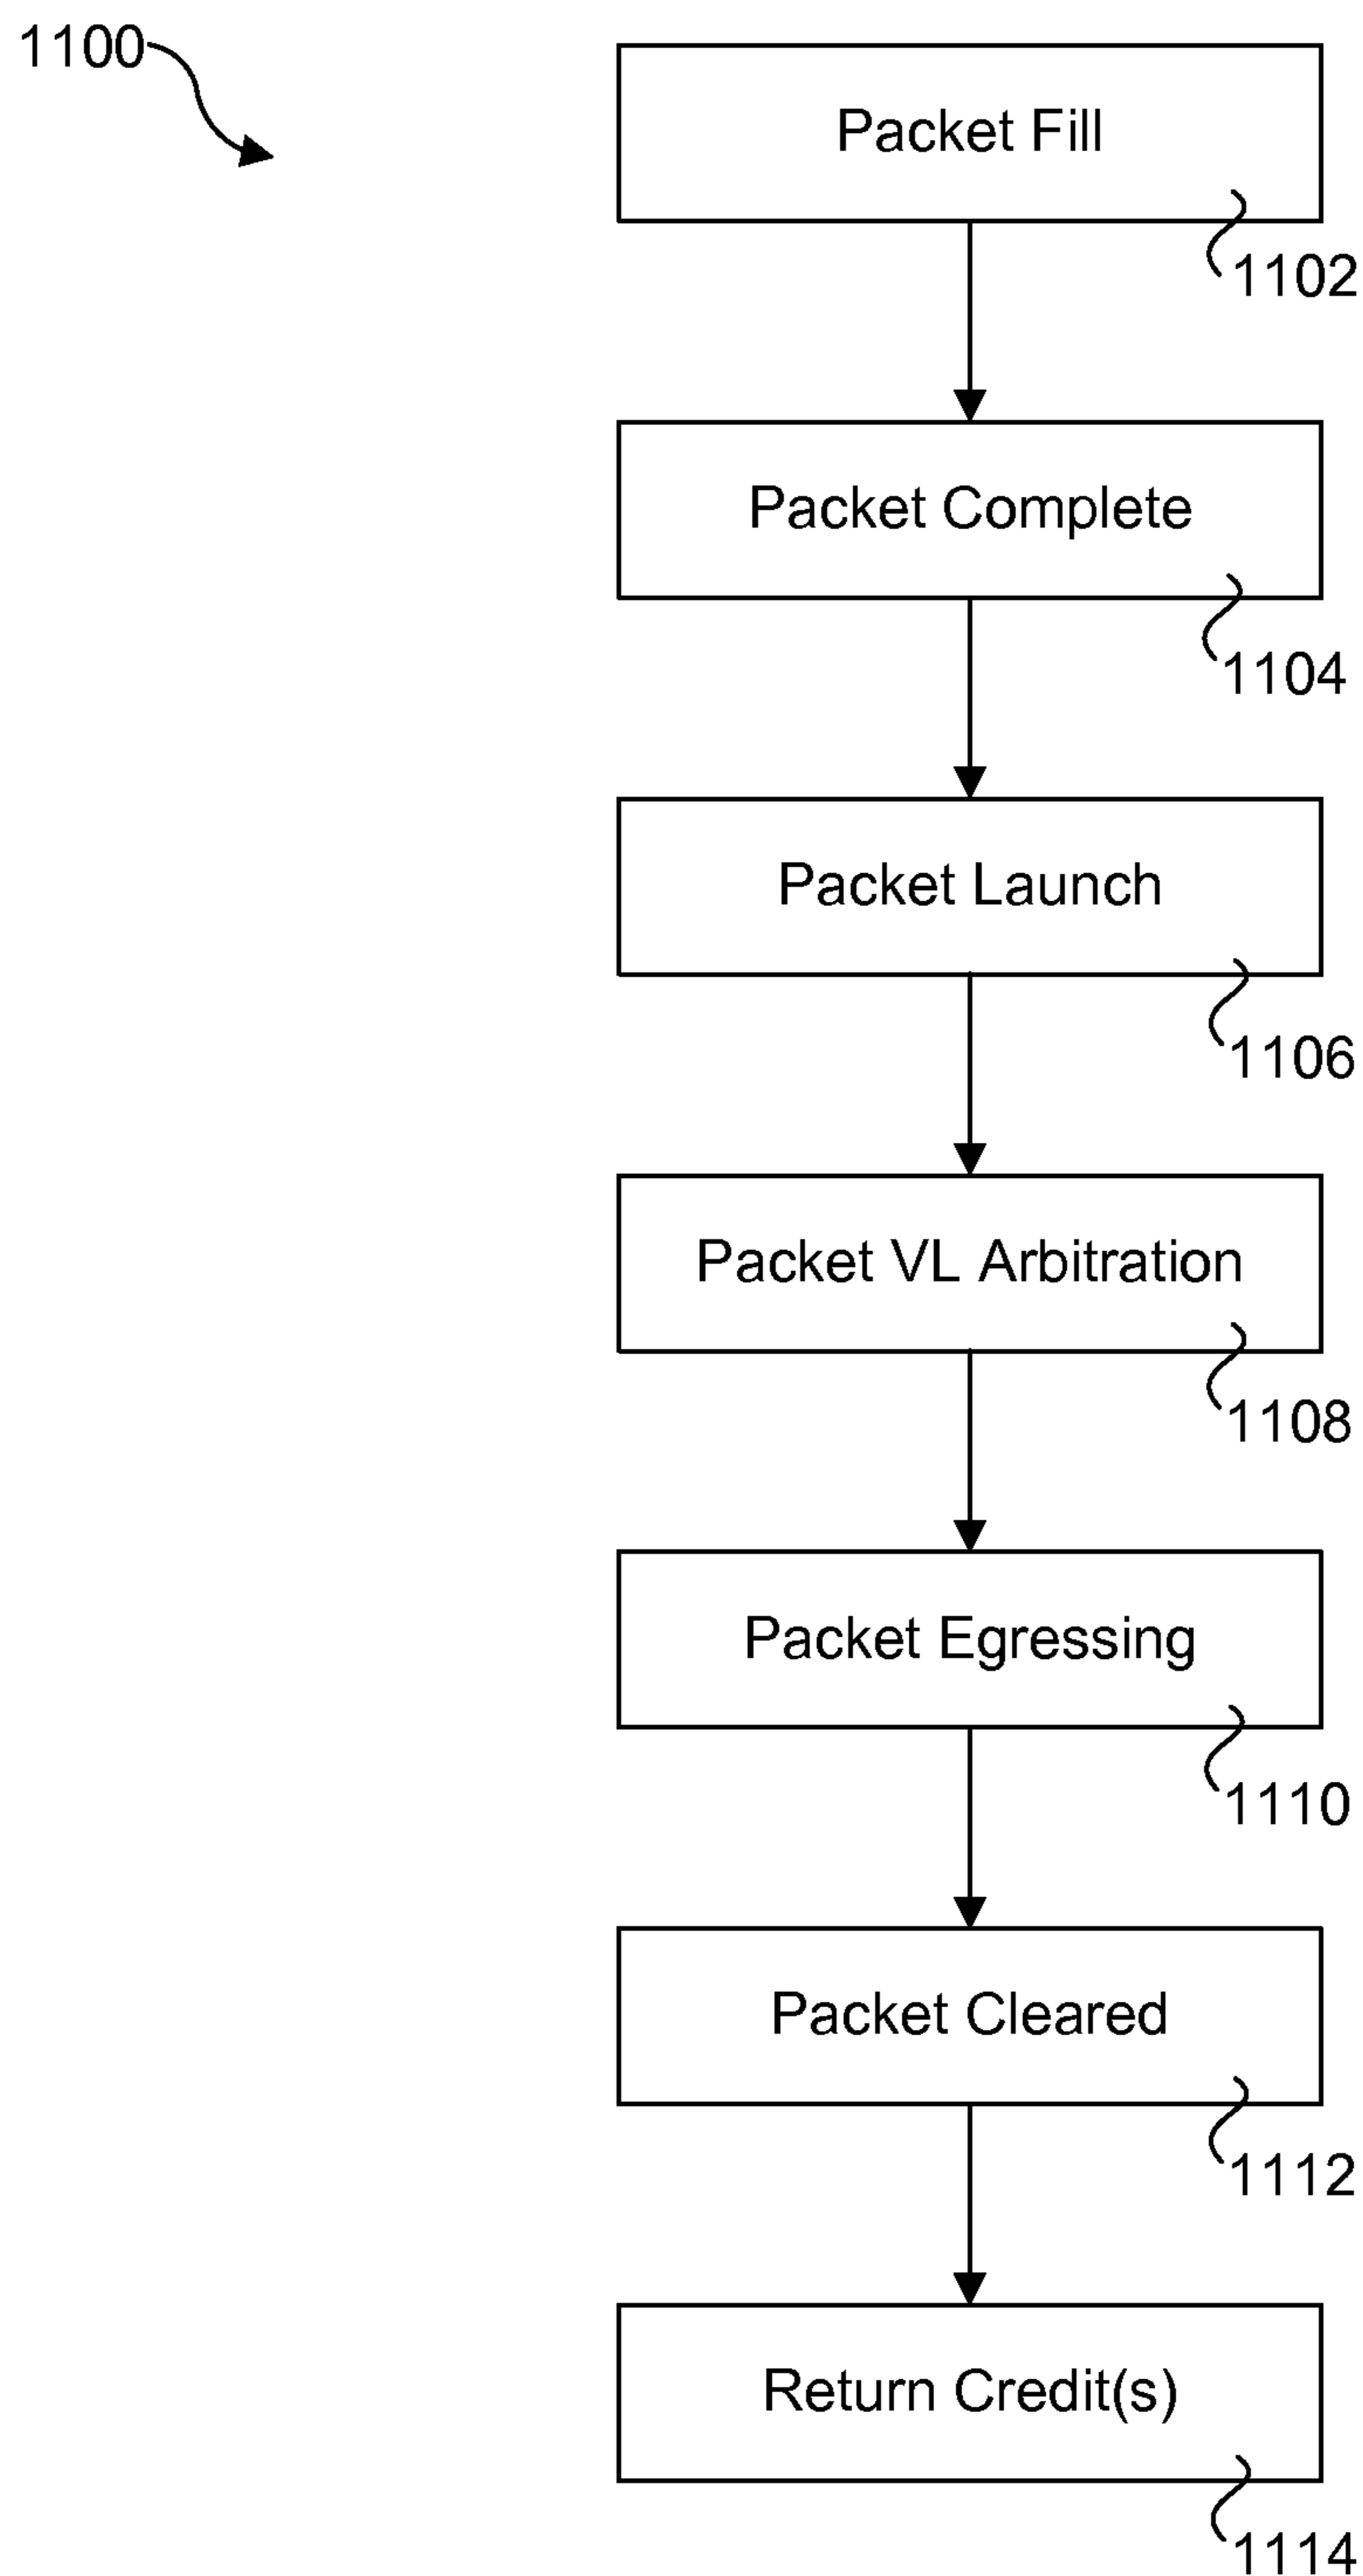 1100
Packet Fill
1102
Packet Complete
1104
Packet Launch
1106
Packet VL Arbitration
1108
Packet Egressing
1110
Packet Cleared
1112
Return Credit(s)
1114